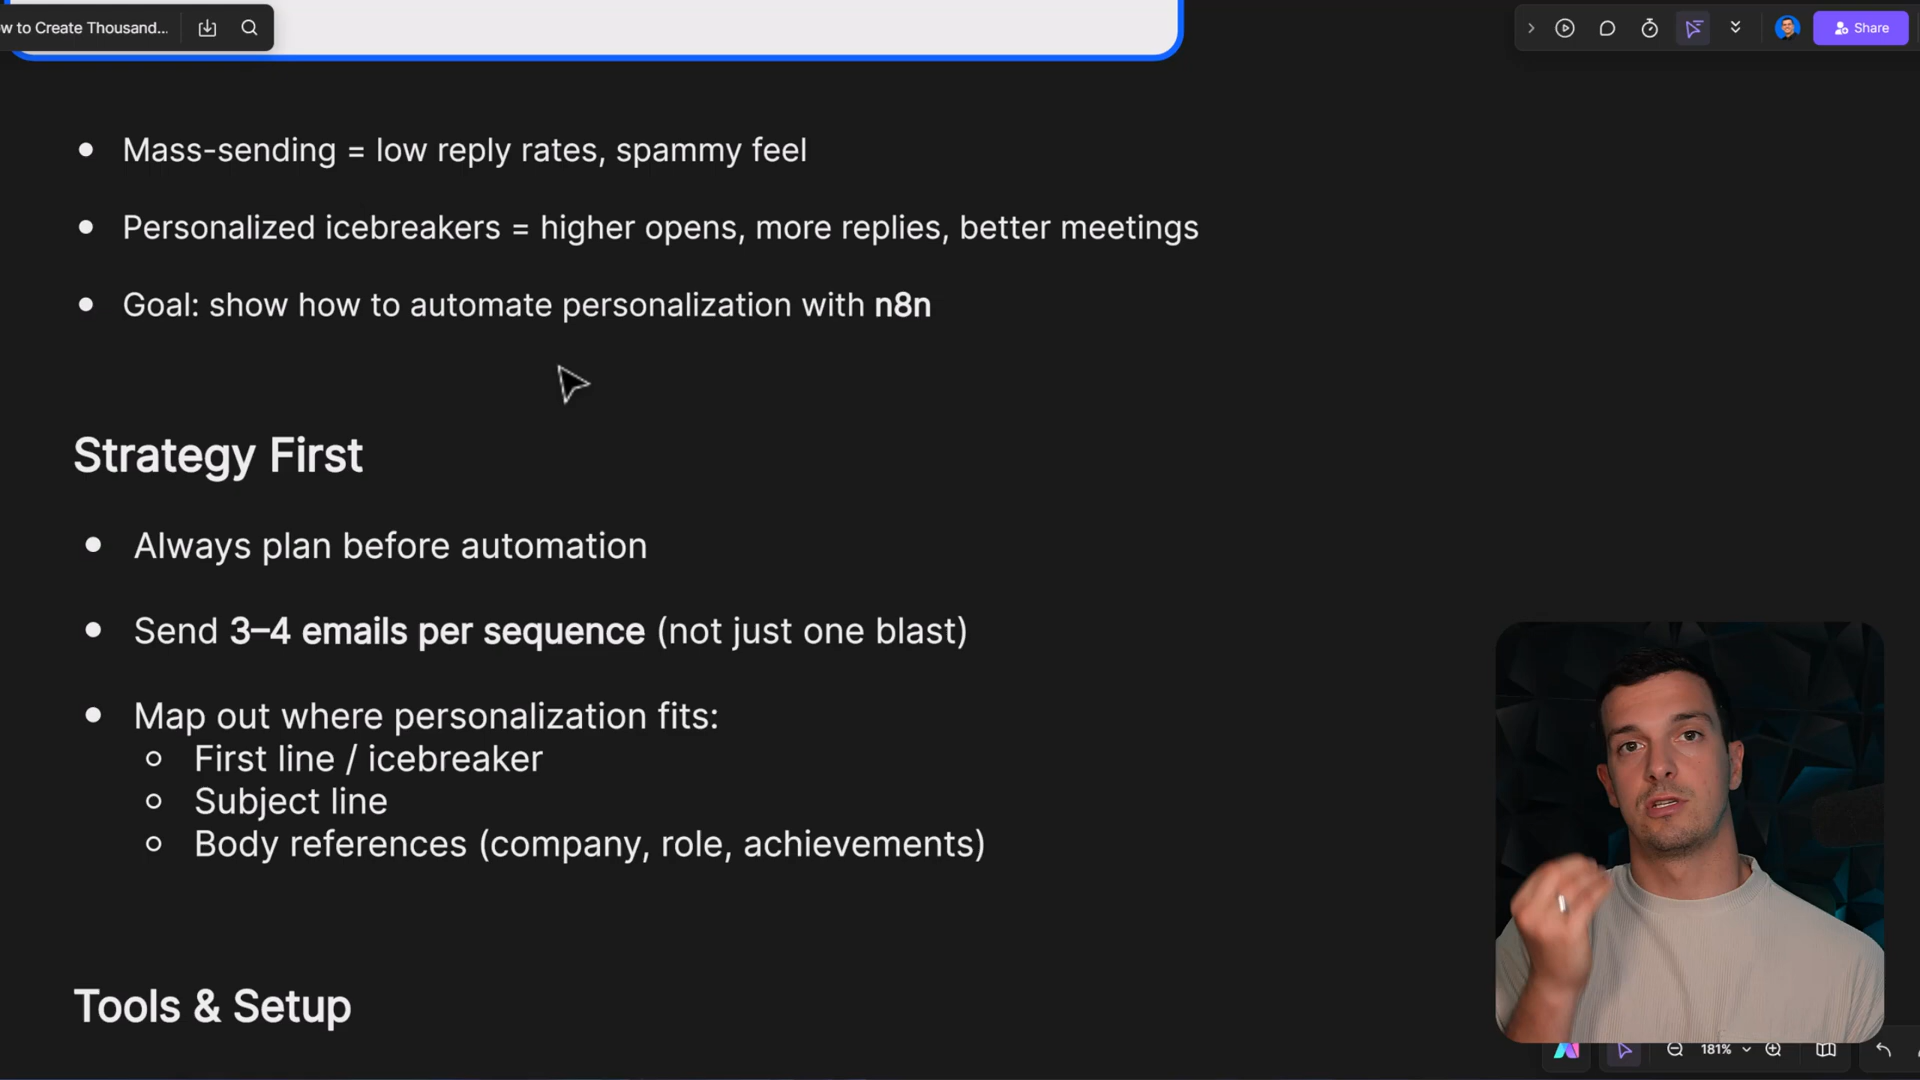 w to Create Thousand...
Share
Mass-sending = low reply rates, spammy feel
Personalized icebreakers = higher opens, more replies, better meetings
Goal: show how to automate personalization with n8n
Strategy First
Always plan before automation
Send 3–4 emails per sequence (not just one blast)
Map out where personalization fits:
First line / icebreaker
Subject line
Body references (company, role, achievements)
Tools & Setup
181%